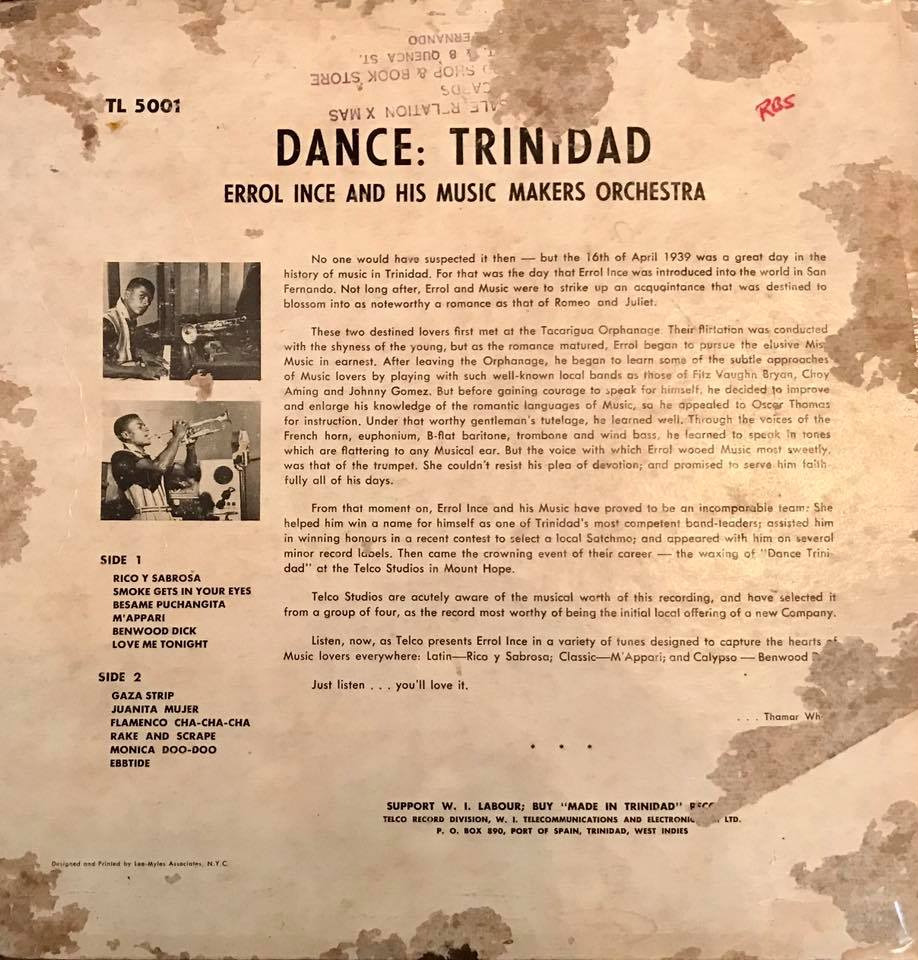 SALE R LATION X MAS
CARDS
SHOP & BOOK STORE
& 8 QUENCA ST.
FERNANDO
TL 5001
RBS
DANCE: TRINIDAD
ERROL INCE AND HIS MUSIC MAKERS ORCHESTRA
No one would have suspected it then — but the 16th of April 1939 was a great day in the
history of music in Trinidad. For that was the day that Errol Ince was introduced into the world in San
Fernando. Not long after, Errol and Music were to strike up an acquaintance that was destined to
blossom into as noteworthy a romance as that of Romeo and Juliet.
These two destined lovers first met at the Tacarigua Orphanage. Their flirtation was conducted
with the shyness of the young, but as the romance matured, Errol began to pursue the elusive Mis
Music in earnest. After leaving the Orphanage, he began to learn some of the subtle approaches
of Music lovers by playing with such well-known local bands as those of Fitz Vaughn Bryan, Choy
Aming and Johnny Gomez. But before gaining courage to speak for himself, he decided to improve
and enlarge his knowledge of the romantic languages of Music, so he appealed to Oscar Thomas
for instruction. Under that worthy gentleman's tutelage, he learned well. Through the voices of the
French horn, euphonium, B-flat baritone, trombone and wind bass, he learned to speak in tones
which are flattering to any Musical ear. But the voice with which Errol wooed Music most sweetly,
was that of the trumpet. She couldn't resist his plea of devotion; and promised to serve him faith-
fully all of his days.
From that moment on, Errol Ince and his Music have proved to be an incomparable team: She
helped him win a name for himself as one of Trinidad's most competent band-leaders; assisted him
in winning honours in a recent contest to select a local Satchmo; and appeared with him on several
minor record labels. Then came the crowning event of their career — the waxing of "Dance Trini-
dad" at the Telco Studios in Mount Hope.
Telco Studios are acutely aware of the musical worth of this recording, and have selected it
from a group of four, as the record most worthy of being the initial local offering of a new Company.
Listen, now, as Telco presents Errol Ince in a variety of tunes designed to capture the hearts of
Music lovers everywhere: Latin—Rico y Sabrosa; Classic—M'Appari; and Calypso — Benwood
Just listen . . . you'll love it.
. . . Thamar Wh
SIDE 1
RICO Y SABROSA
SMOKE GETS IN YOUR EYES
BESAME PUCHANGITA
M'APPARI
BENWOOD DICK
LOVE ME TONIGHT
SIDE 2
GAZA STRIP
JUANITA MUJER
FLAMENCO CHA-CHA-CHA
RAKE AND SCRAPE
MONICA DOO-DOO
EBBTIDE
SUPPORT W. I. LABOUR; BUY "MADE IN TRINIDAD"
TELCO RECORD DIVISION, W. I. TELECOMMUNICATIONS AND ELECTRONIC LTD.
P. O. BOX 890, PORT OF SPAIN, TRINIDAD, WEST INDIES
Designed and Printed by Lee-Myles Associates, N.Y.C.